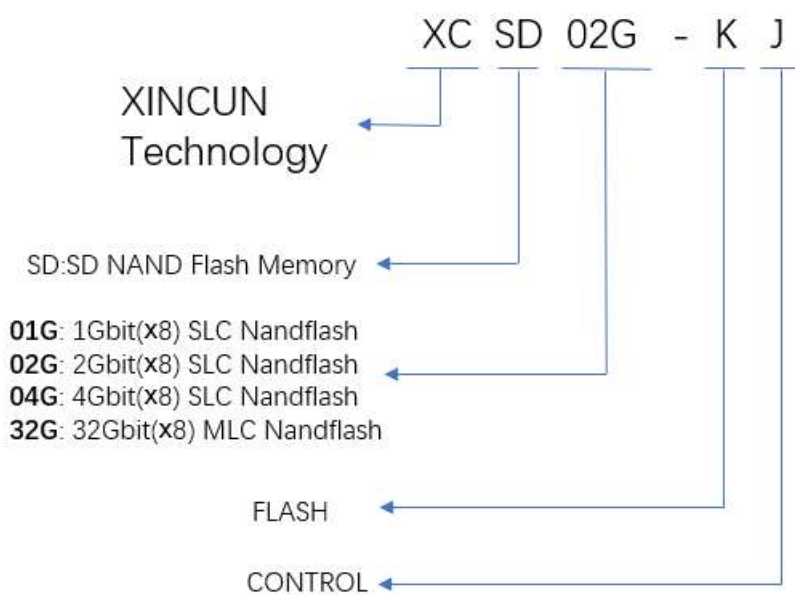 XC SD 02G - K J
XINCUN
Technology
SD:SD NAND Flash Memory
01G: 1Gbit(x8) SLC Nandflash
02G: 2Gbit(x8) SLC Nandflash
04G: 4Gbit(x8) SLC Nandflash
32G: 32Gbit(x8) MLC Nandflash
FLASH
CONTROL